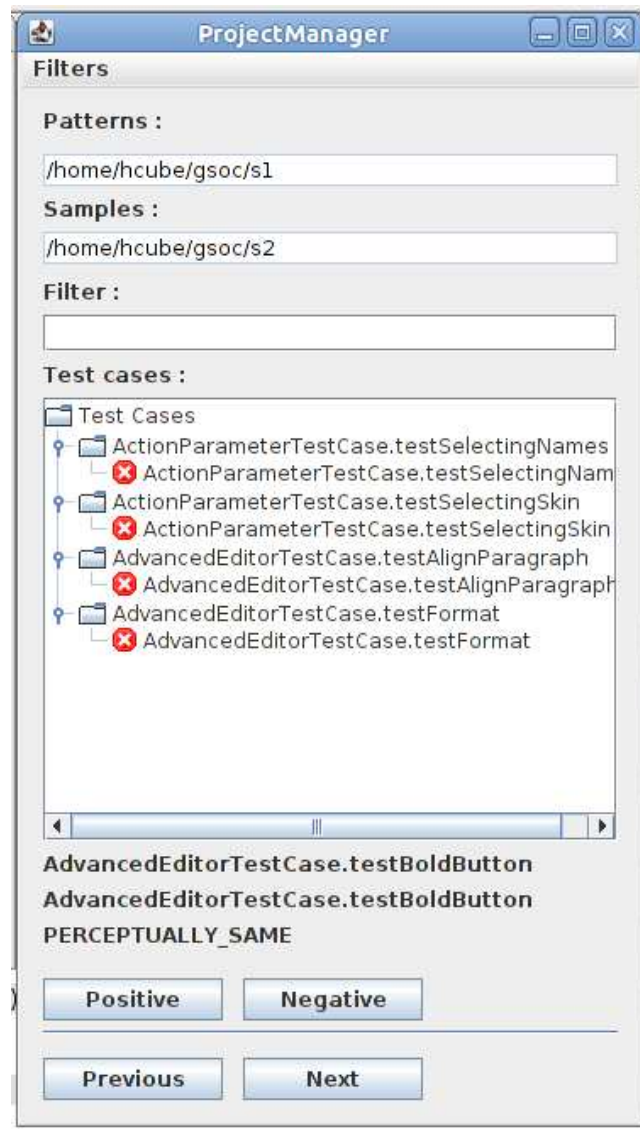 ProjectManager
Filters
Patterns :
/home/hcube/gsoc/s1
Samples :
/home/hcube/gsoc/s2
Filter :
Test cases :
Test Cases
ActionParameterTestCase.testSelectingNames
ActionParameterTestCase.testSelectingNam
ActionParameterTestCase.testSelectingSkin
ActionParameterTestCase.testSelectingSkin
AdvancedEditorTestCase.testAlignParagraph
AdvancedEditorTestCase.testAlignParagraph
AdvancedEditorTestCase.testFormat
AdvancedEditorTestCase.testFormat
AdvancedEditorTestCase.testBoldButton
AdvancedEditorTestCase.testBoldButton
PERCEPTUALLY_SAME
Positive Negative
Previous Next